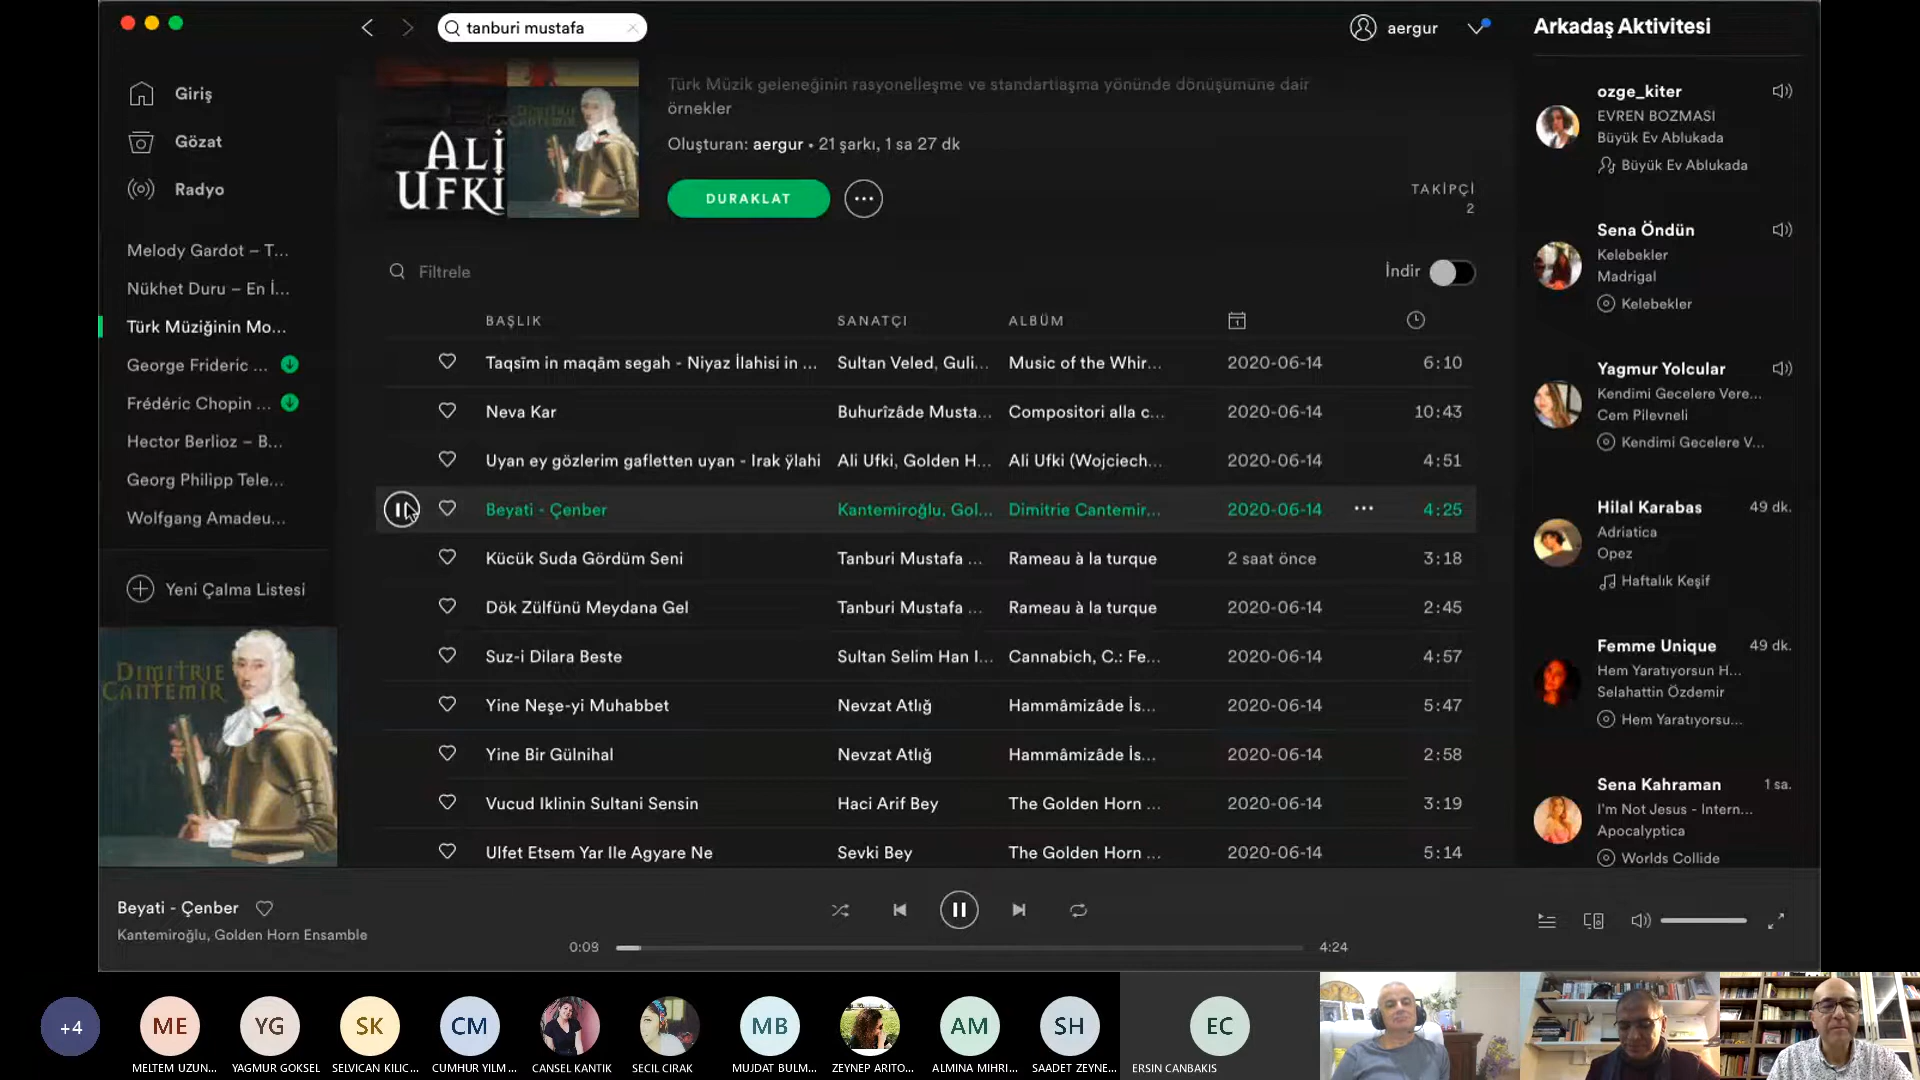 tanburi mustafa
aergur
Arkadaş Aktivitesi
Giriş
Gözat
Radyo
Melody Gardot – T...
Nükhet Duru – En İ...
Türk Müziğinin Mo...
George Frideric ...
Frédéric Chopin ...
Hector Berlioz – B...
Georg Philipp Tele...
Wolfgang Amadeu...
Yeni Çalma Listesi
DIMITRIE
CANTEMIR
ALİ
UFKİ
Türk Müzik geleneğinin rasyonelleşme ve standartlaşma yönünde dönüşümüne dair
örnekler
Oluşturan: aergur • 21 şarkı, 1 sa 27 dk
DURAKLAT
TAKİPÇİ
2
Filtrele
İndir
BAŞLIK SANATÇI ALBÜM
Taqsīm in maqām segah - Niyaz İlahisi in ... Sultan Veled, Guli... Music of the Whir... 2020-06-14 6:10
Neva Kar Buhurîzâde Musta... Compositori alla c... 2020-06-14 10:43
Uyan ey gözlerim gafletten uyan - Irak ÿlahi Ali Ufki, Golden H... Ali Ufki (Wojciech... 2020-06-14 4:51
Beyati - Çenber Kantemiroğlu, Gol... Dimitrie Cantemir... 2020-06-14 ••• 4:25
Kücük Suda Gördüm Seni Tanburi Mustafa ... Rameau à la turque 2 saat önce 3:18
Dök Zülfünü Meydana Gel Tanburi Mustafa ... Rameau à la turque 2020-06-14 2:45
Suz-i Dilara Beste Sultan Selim Han I... Cannabich, C.: Fe... 2020-06-14 4:57
Yine Neşe-yi Muhabbet Nevzat Atlığ Hammâmizâde İs... 2020-06-14 5:47
Yine Bir Gülnihal Nevzat Atlığ Hammâmizâde İs... 2020-06-14 2:58
Vucud Iklinin Sultani Sensin Haci Arif Bey The Golden Horn ... 2020-06-14 3:19
Ulfet Etsem Yar Ile Agyare Ne Sevki Bey The Golden Horn ... 2020-06-14 5:14
ozge_kiter
EVREN BOZMASI
Büyük Ev Ablukada
Büyük Ev Ablukada
Sena Öndün
Kelebekler
Madrigal
Kelebekler
Yagmur Yolcular
Kendimi Gecelere Vere...
Cem Pilevneli
Kendimi Gecelere V...
Hilal Karabas 49 dk.
Adriatica
Opez
Haftalık Keşif
Femme Unique 49 dk.
Hem Yaratıyorsun H...
Selahattin Özdemir
Hem Yaratıyorsu...
Sena Kahraman 1 sa.
I'm Not Jesus - Intern...
Apocalyptica
Worlds Collide
Beyati - Çenber
Kantemiroğlu, Golden Horn Ensamble
0:09 4:24
+4 ME YG SK CM MB AM SH EC
MELTEM UZUN... YAGMUR GOKSEL SELVICAN KILIC... CUMHUR YILM ... CANSEL KANTIK SECIL CIRAK MUJDAT BULM... ZEYNEP ARITO... ALMINA MIHRI... SAADET ZEYNE... ERSIN CANBAKIS